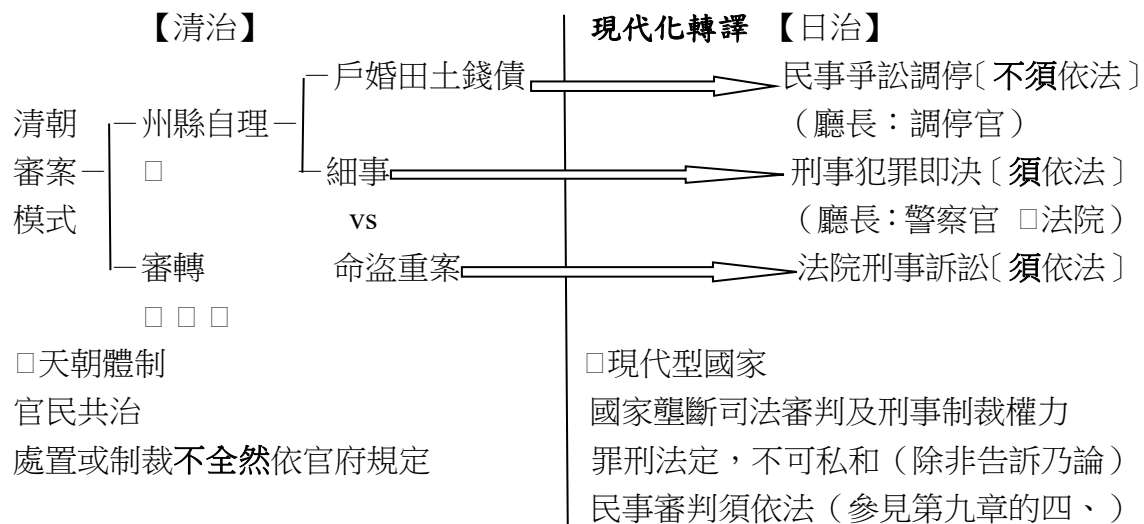 【清治】 現代化轉譯 【日治】
─戶婚田土錢債 民事爭訟調停〔不須依法〕
清朝 ─州縣自理─ （廳長：調停官）
審案─ □ ─細事 刑事犯罪即決〔須依法〕
模式 vs （廳長：警察官 □法院）
─審轉 命盜重案 法院刑事訴訟〔須依法〕
□ □ □
□天朝體制 □現代型國家
官民共治 國家壟斷司法審判及刑事制裁權力
處置或制裁不全然依官府規定 罪刑法定，不可私和（除非告訴乃論）
民事審判須依法（參見第九章的四、）